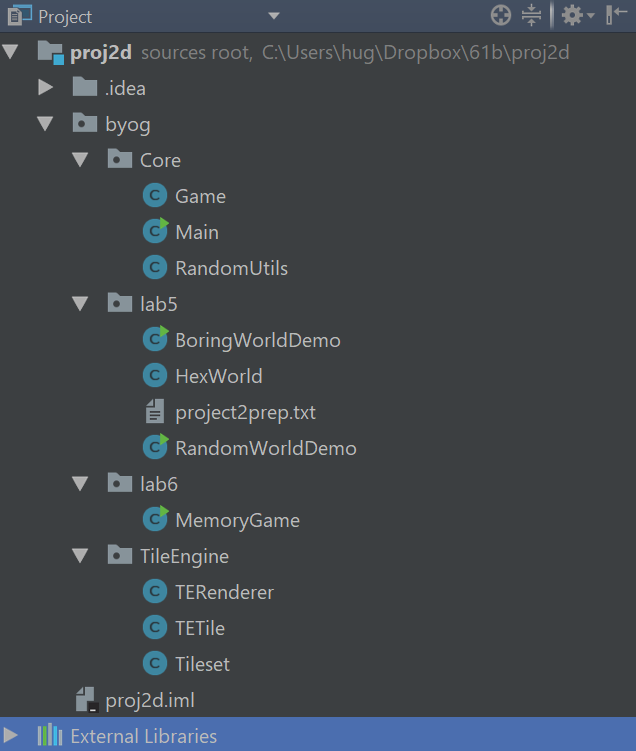 Project
proj2d sources root, C:\Users\hug\Dropbox\61b\proj2d
.idea
byog
Core
C Game
C Main
C RandomUtils
lab5
C BoringWorldDemo
C HexWorld
project2prep.txt
C RandomWorldDemo
lab6
C MemoryGame
TileEngine
C TERenderer
C TETile
C Tileset
proj2d.iml
External Libraries